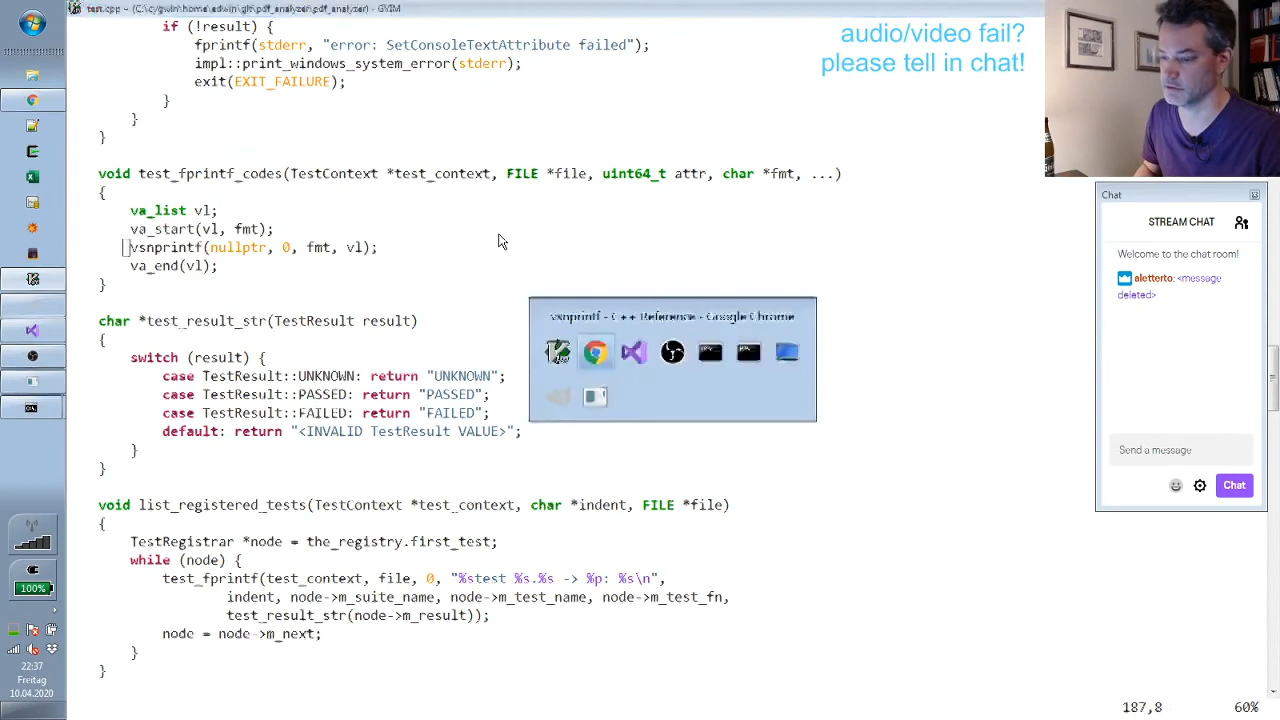 test.cpp - (C:\cygwin\home\edwin\git\pdf_analyzer\pdf_analyzer) - GVIM
if (!result) {
fprintf(stderr, "error: SetConsoleTextAttribute failed");
impl::print_windows_system_error(stderr);
exit(EXIT_FAILURE);
}
}
}
void test_fprintf_codes(TestContext *test_context, FILE *file, uint64_t attr, char *fmt, ...)
{
va_list vl;
va_start(vl, fmt);
vsnprintf(nullptr, 0, fmt, vl);
va_end(vl);
}
char *test_result_str(TestResult result)
{
switch (result) {
case TestResult::UNKNOWN: return "UNKNOWN";
case TestResult::PASSED: return "PASSED";
case TestResult::FAILED: return "FAILED";
default: return "<INVALID TestResult VALUE>";
}
}
void list_registered_tests(TestContext *test_context, char *indent, FILE *file)
{
TestRegistrar *node = the_registry.first_test;
while (node) {
test_fprintf(test_context, file, 0, "%stest %s.%s -> %p: %s\n",
indent, node->m_suite_name, node->m_test_name, node->m_test_fn,
test_result_str(node->m_result));
node = node->m_next;
}
}
187,8 60%
vsnprintf - C++ Reference - Google Chrome
audio/video fail?
please tell in chat!
Chat
STREAM CHAT
Welcome to the chat room!
aletterto: <message
deleted>
Send a message
Chat
100%
22:37
Freitag
10.04.2020